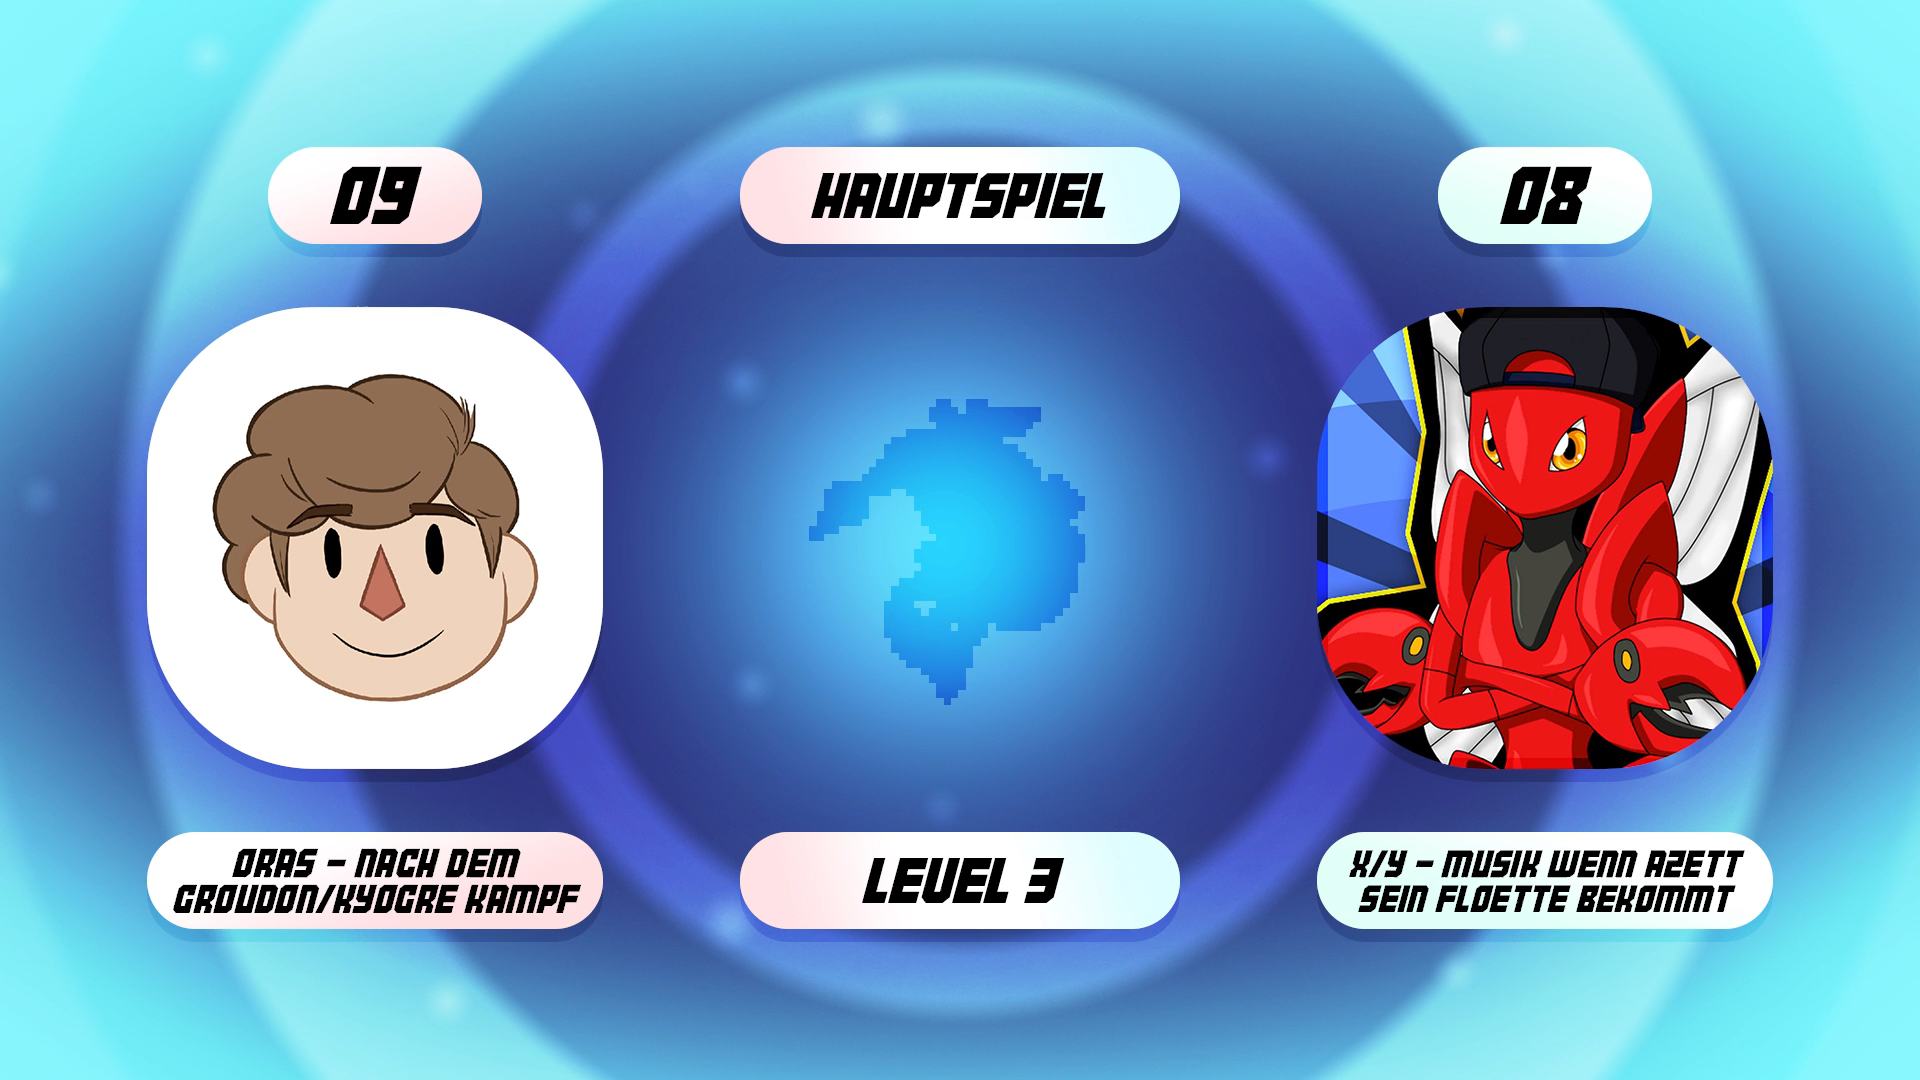 09
HAUPTSPIEL
08
ORAS – NACH DEM
GROUDON/KYOGRE KAMPF
LEVEL 3
X/Y – MUSIK WENN AZETT
SEIN FLOETTE BEKOMMT